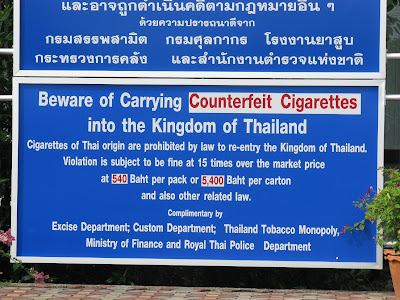 และอาจถูกดำเนินคดีตามกฎหมายอื่น ๆ
ด้วยความปรารถนาดีจาก
กรมสรรพสามิต กรมศุลกากร โรงงานยาสูบ
กระทรวงการคลัง และสำนักงานตำรวจแห่งชาติ
Beware of Carrying Counterfeit Cigarettes
into the Kingdom of Thailand
Cigarettes of Thai origin are prohibited by law to re-entry the Kingdom of Thailand.
Violation is subject to be fine at 15 times over the market price
at 540 Baht per pack or 5,400 Baht per carton
and also other related law.
Complimentary by
Excise Department; Custom Department; Thailand Tobacco Monopoly,
Ministry of Finance and Royal Thai Police Department